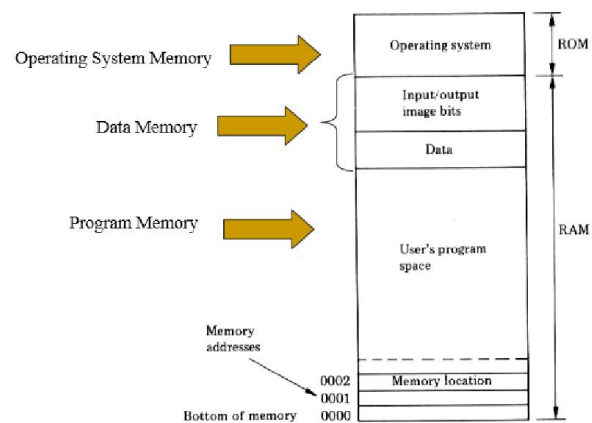 Operating system
ROM
Operating System Memory
Input/output
image bits
Data Memory
Data
Program Memory
User's program
space
RAM
Memory
addresses
0002
Memory location
0001
Bottom of memory
0000